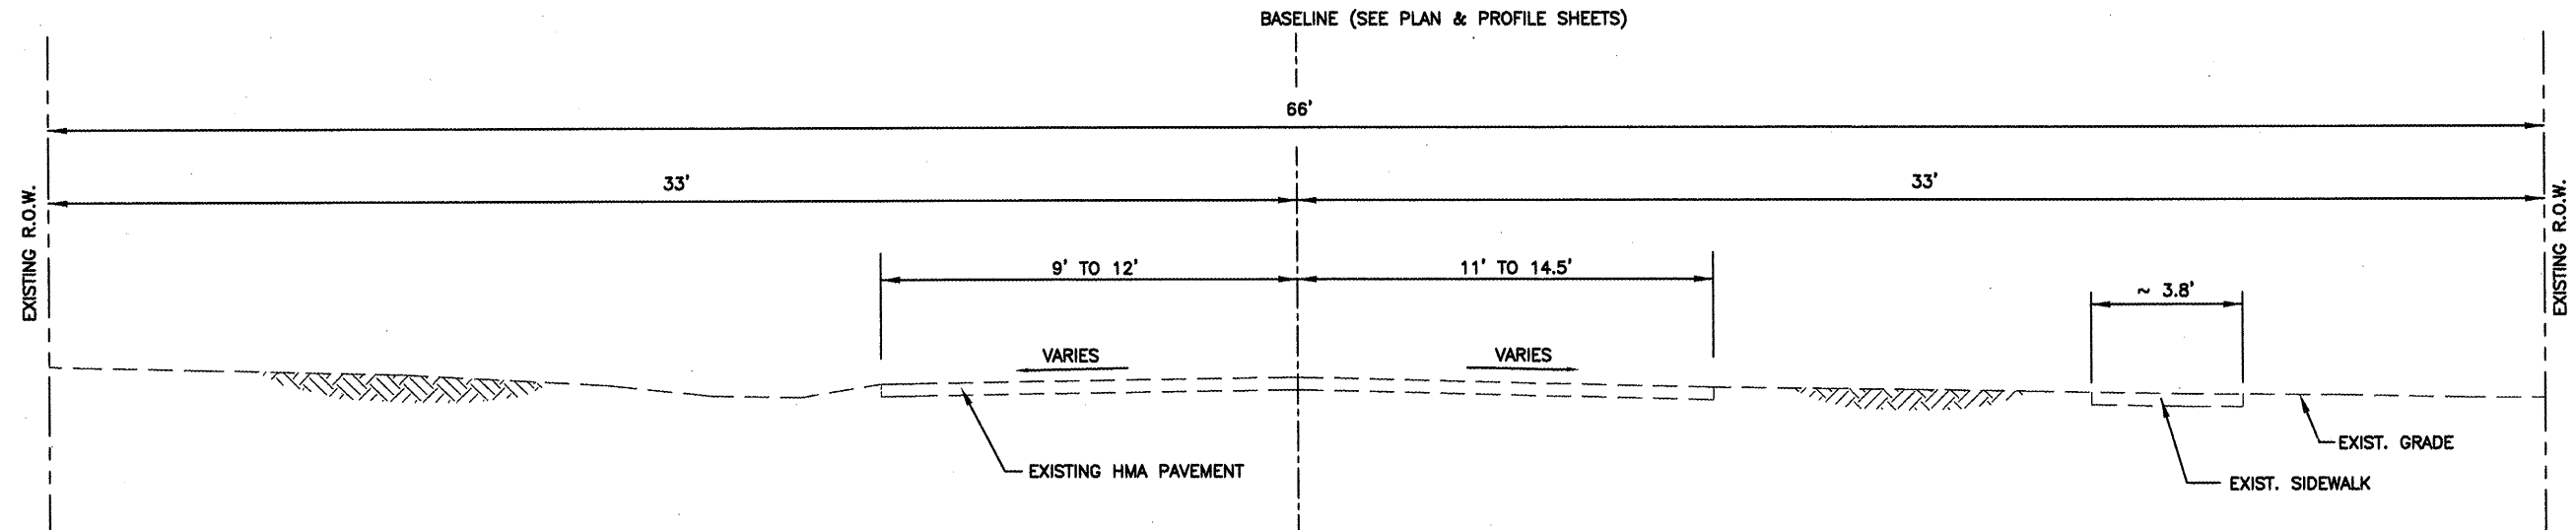 BASELINE (SEE PLAN & PROFILE SHEETS)
66'
33'
33'
EXISTING R.O.W.
EXISTING R.O.W.
9' TO 12'
11' TO 14.5'
~ 3.8'
VARIES
VARIES
EXIST. GRADE
EXISTING HMA PAVEMENT
EXIST. SIDEWALK